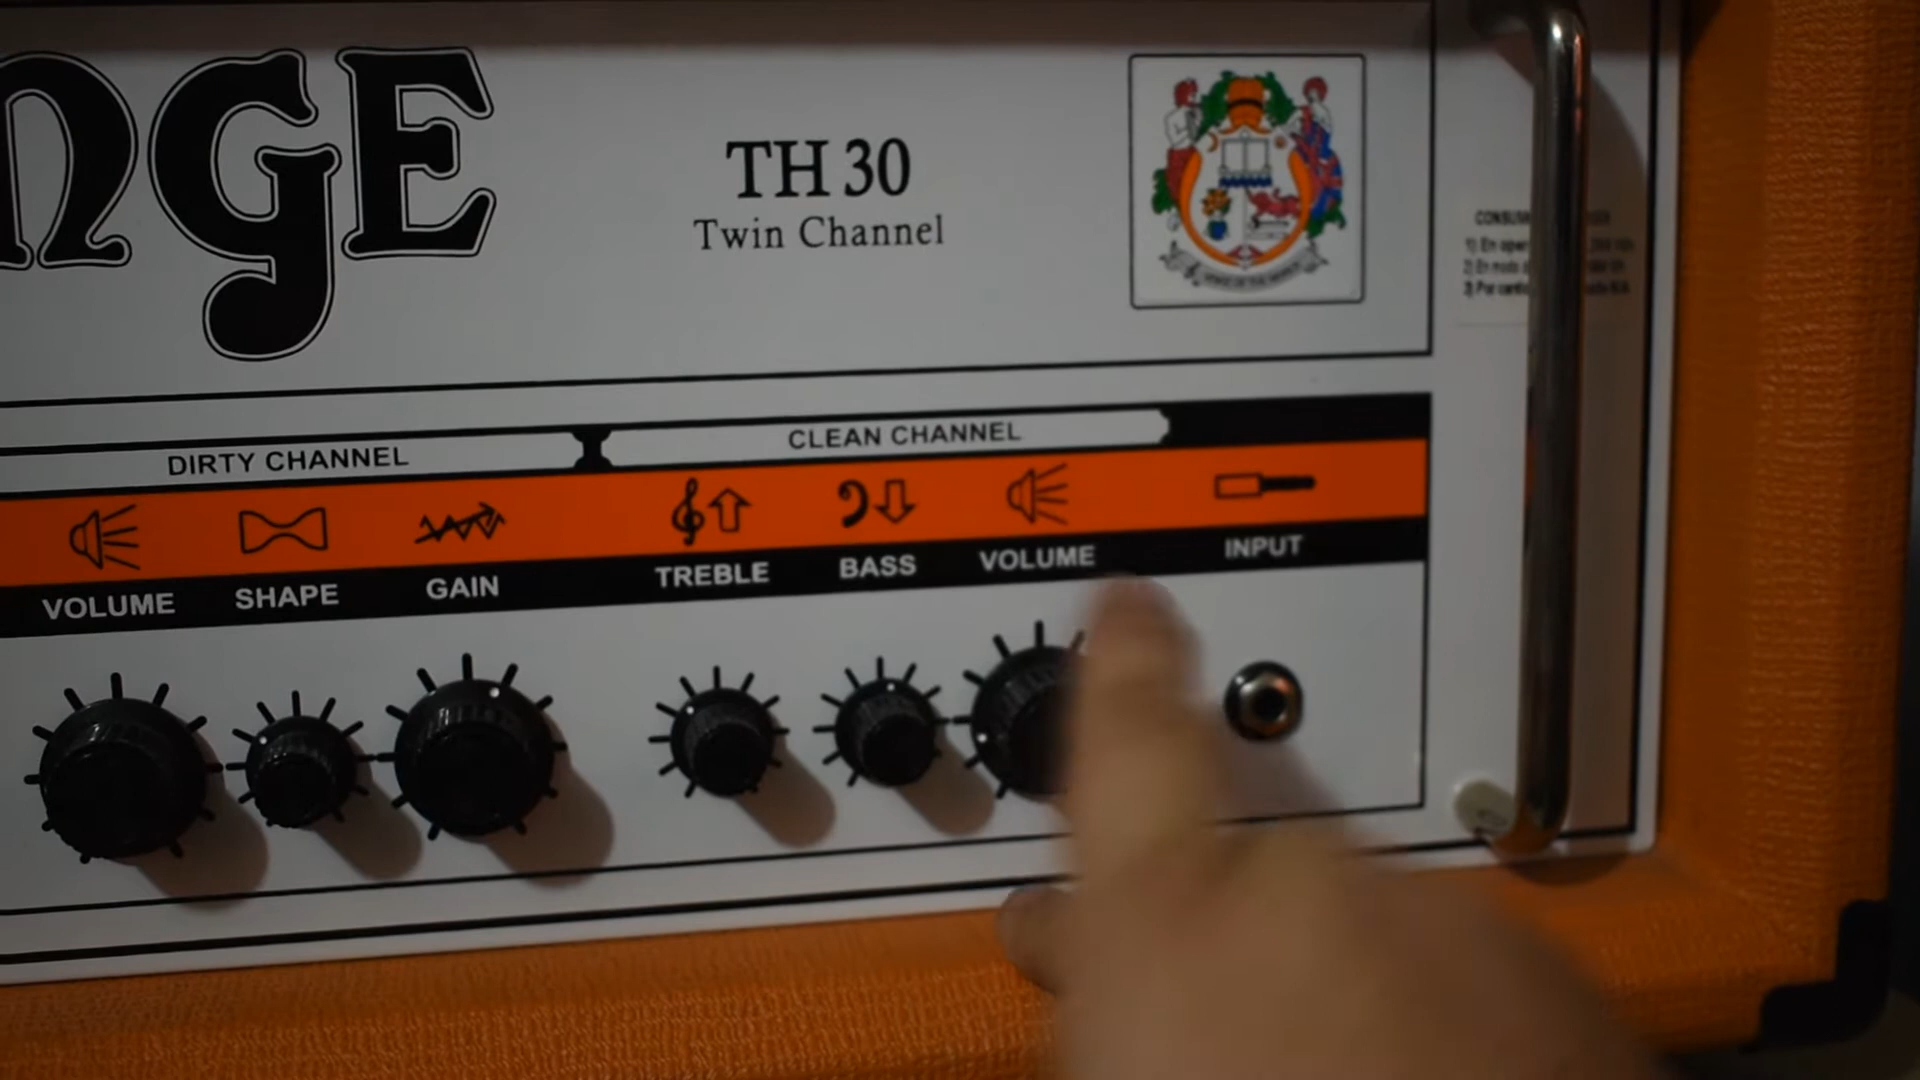 NGE
TH 30
Twin Channel
DIRTY CHANNEL
CLEAN CHANNEL
VOLUME
SHAPE
GAIN
TREBLE
BASS
VOLUME
INPUT